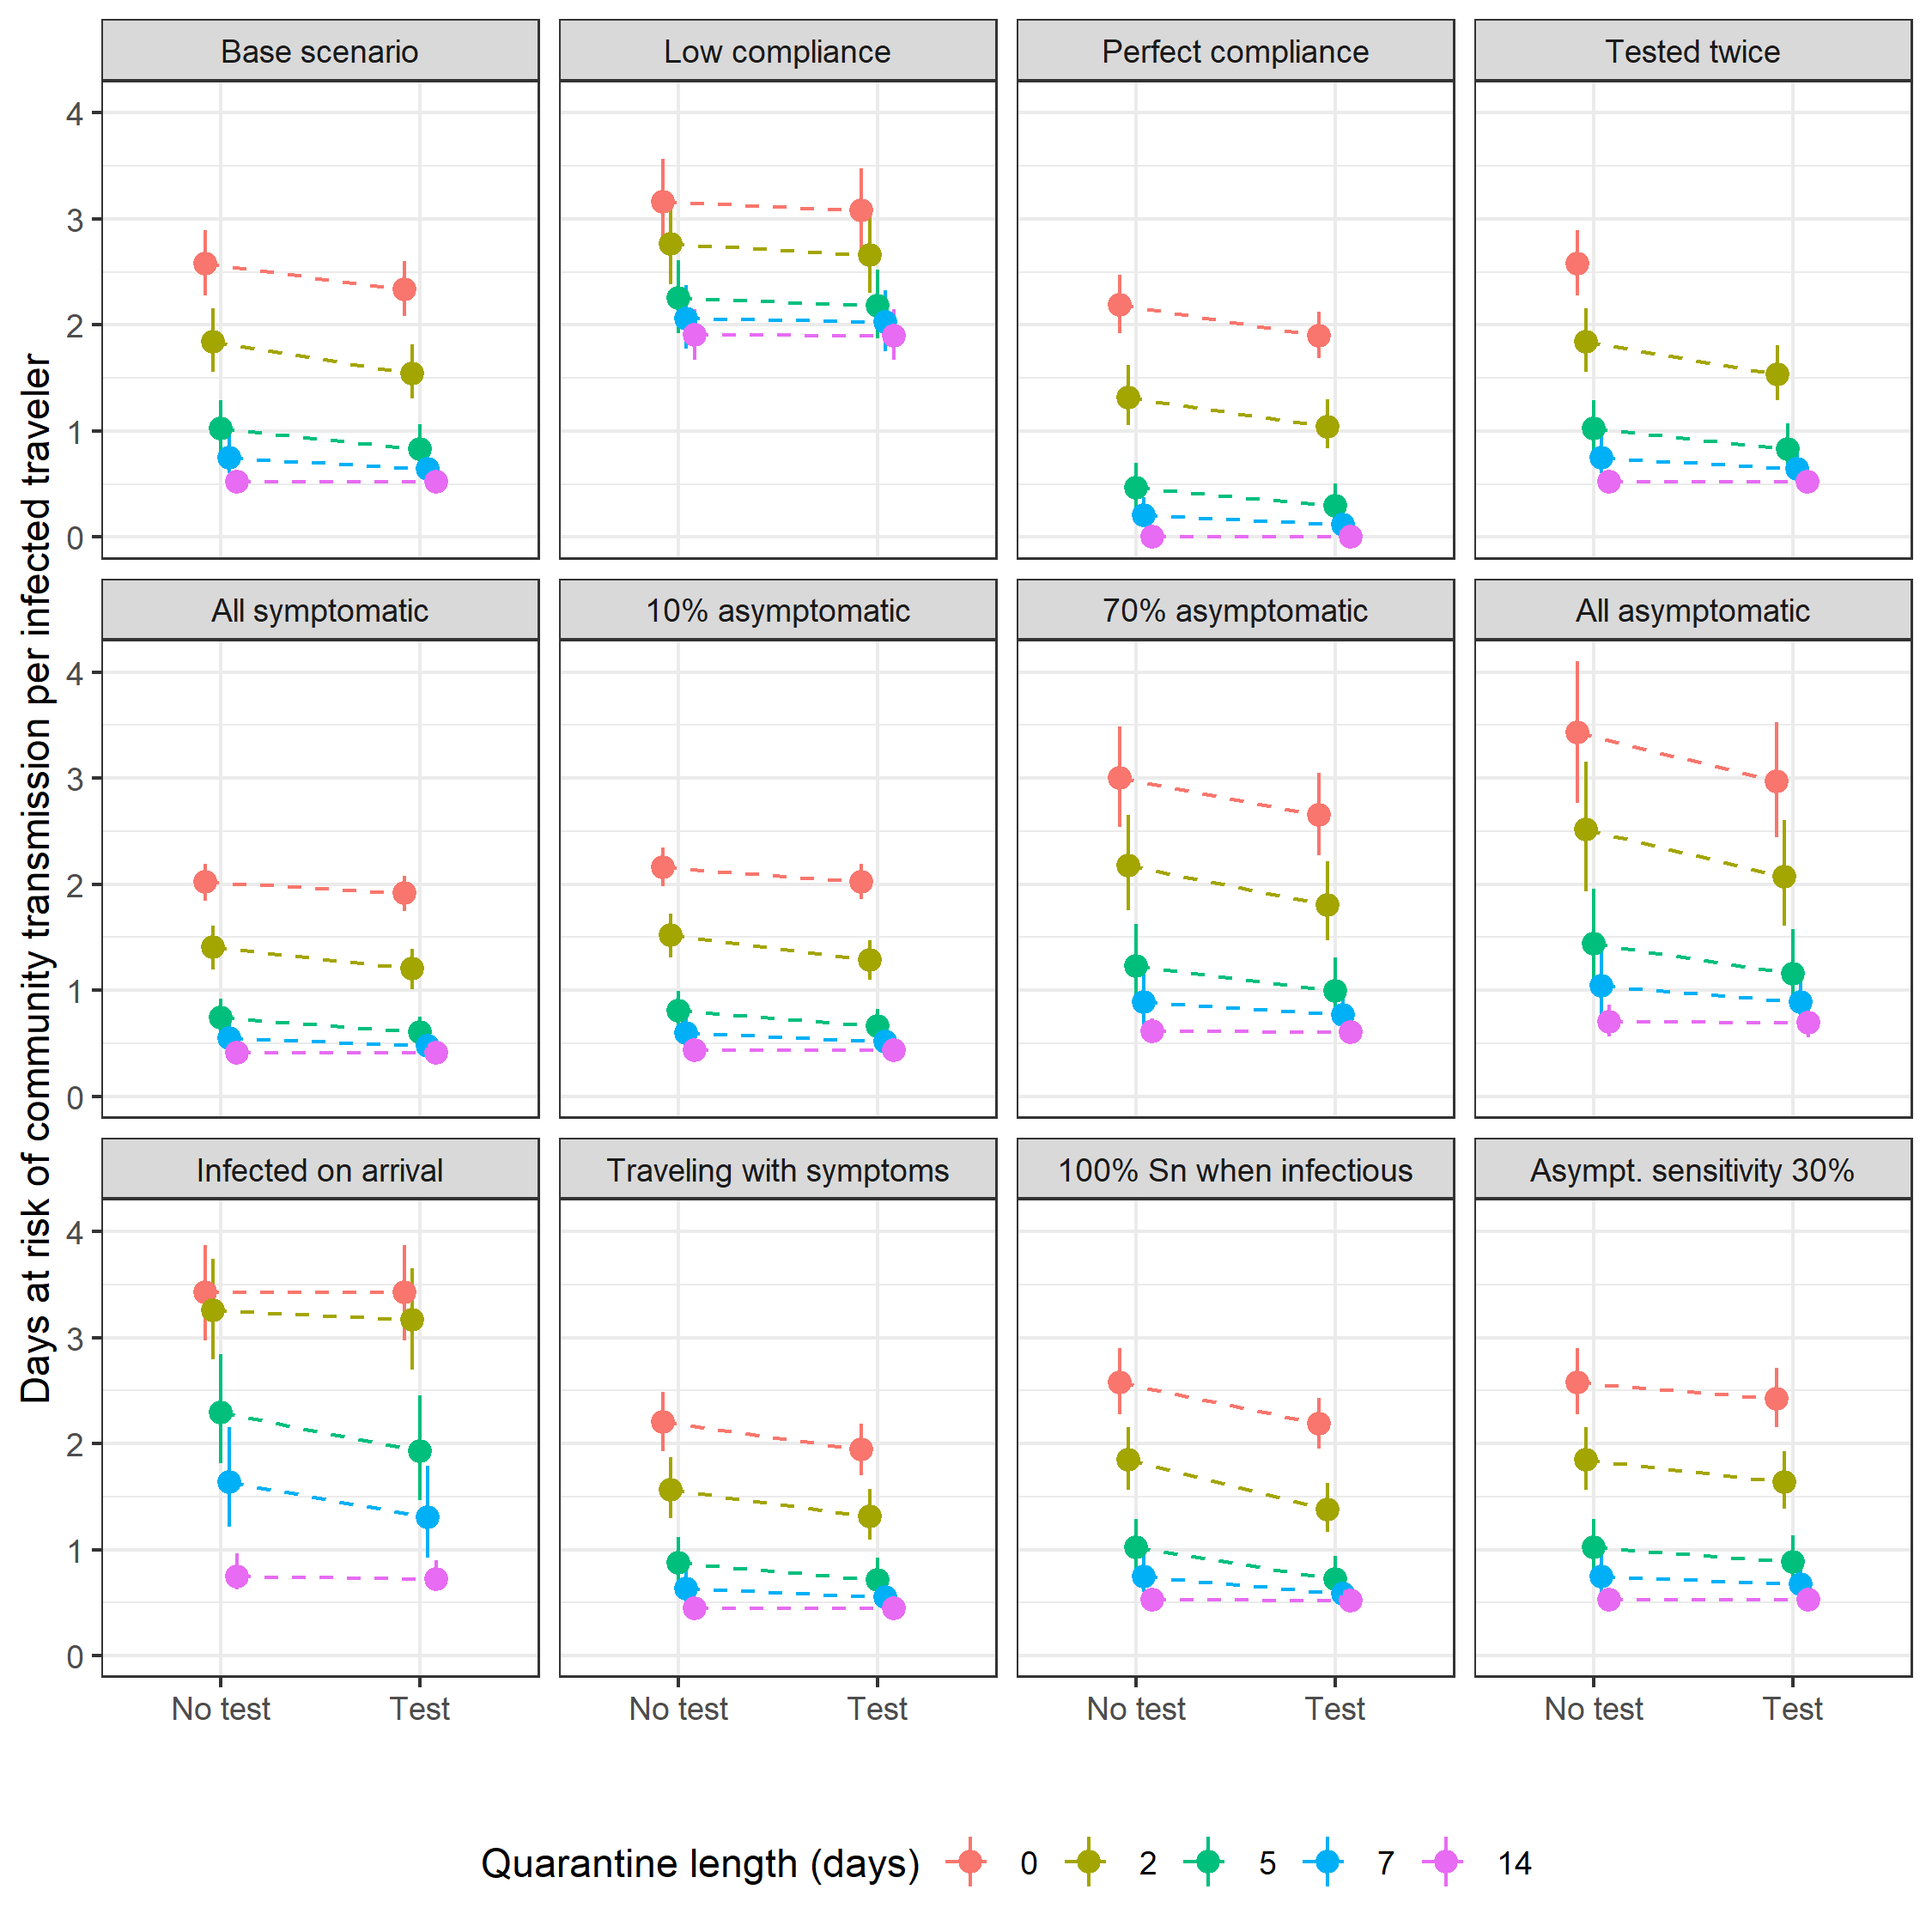 Base scenario
Low compliance
Perfect compliance
Tested twice
4
3
2
1
0
All symptomatic
10% asymptomatic
70% asymptomatic
All asymptomatic
4
3
2
1
0
Infected on arrival
Traveling with symptoms
100% Sn when infectious
Asympt. sensitivity 30%
4
3
2
1
0
No test Test
No test Test
No test Test
No test Test
Days at risk of community transmission per infected traveler
Quarantine length (days) 0 2 5 7 14